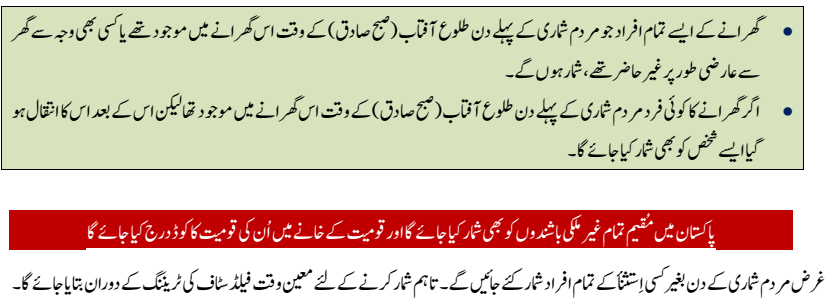 • گھرانے کے ایسے تمام افراد جو مردم شماری کے پہلے دن طلوع آفتاب (صبح صادق) کے وقت اس گھرانے میں موجود تھے یا کسی بھی وجہ سے گھر
سے عارضی طور پر غیر حاضر تھے، شمار ہوں گے۔
• اگر گھرانے کا کوئی فرد مردم شماری کے پہلے دن طلوع آفتاب (صبح صادق) کے وقت اس گھرانے میں موجود تھا لیکن اس کے بعد اس کا انتقال ہو
گیا ایسے شخص کو بھی شمار کیا جائے گا۔
پاکستان میں مُقیم تمام غیر ملکی باشندوں کو بھی شمار کیا جائے گا اور قومیت کے خانے میں اُن کی قومیت کا کوڈ درج کیا جائے گا
غرض مردم شماری کے دن بغیر کسی اِستثنأ کے تمام افراد شمار کئے جائیں گے۔ تاہم شمار کرنے کے لئے معین وقت فیلڈ سٹاف کی ٹریننگ کے دوران بتایا جائے گا۔